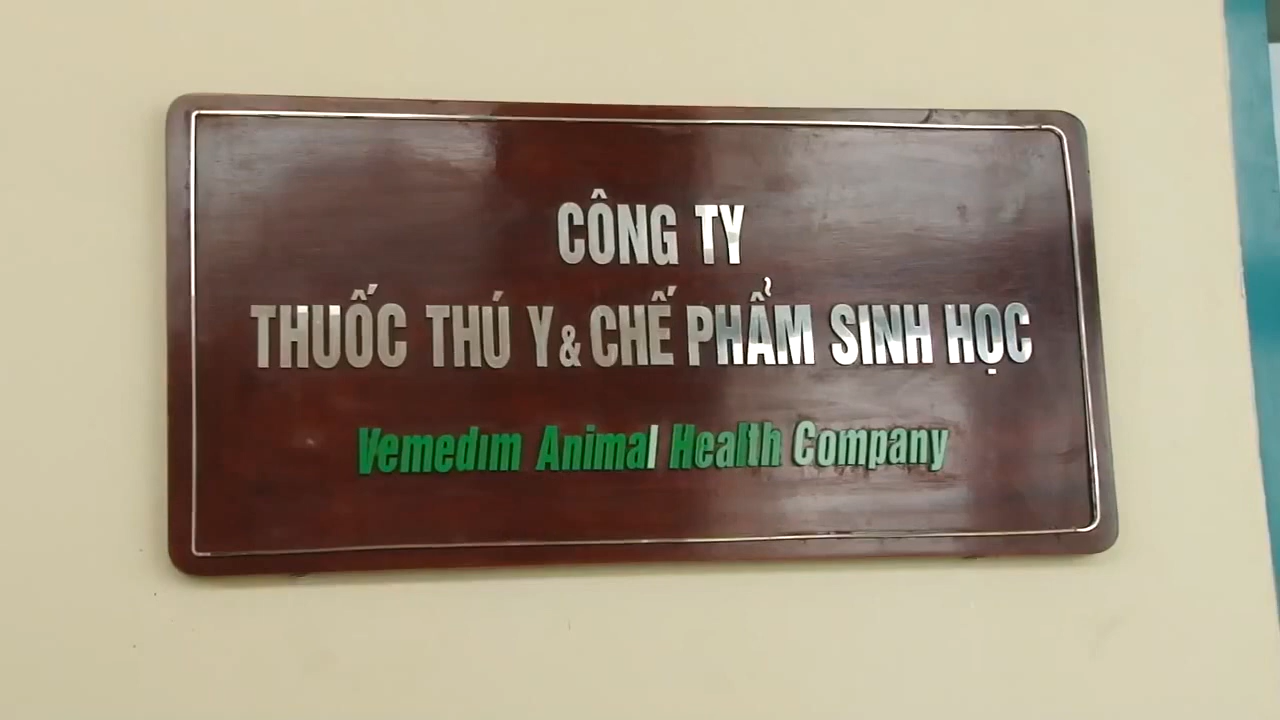 CÔNG TY
THUỐC THÚ Y & CHẾ PHẨM SINH HỌC
Vemedim Animal Health Company